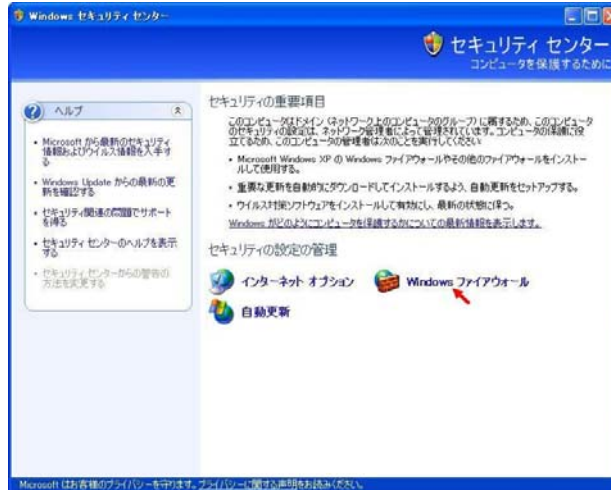 Windows セキュリティ センター
セキュリティ センター
コンピュータを保護するために
ヘルプ
• Microsoft から最新のセキュリティ
情報およびウイルス情報を入手す
る
• Windows Update からの最新の更
新を確認する
• セキュリティ関連の問題でサポート
を得る
• セキュリティ センターのヘルプを表示
する
• セキュリティ センターからの警告の
方法を変更する
セキュリティの重要項目
このコンピュータはドメイン (ネットワーク上のコンピュータのグループ) に属するため、このコンピュータ
のセキュリティの設定は、ネットワーク管理者によって管理されています。コンピュータの保護に役
立てるため、このコンピュータの管理者は次のことを実行してください:
• Microsoft Windows XP の Windows ファイアウォールやその他のファイアウォールをインストー
ルして使用する。
• 重要な更新を自動的にダウンロードしてインストールするよう、自動更新をセットアップする。
• ウイルス対策ソフトウェアをインストールして有効にし、最新の状態に保つ。
Windows がどのようにコンピュータを保護するかについての最新情報を表示します。
セキュリティの設定の管理
インターネット オプション
Windows ファイアウォール
自動更新
Microsoft はお客様のプライバシーを守ります。プライバシーに関する声明をお読みください。